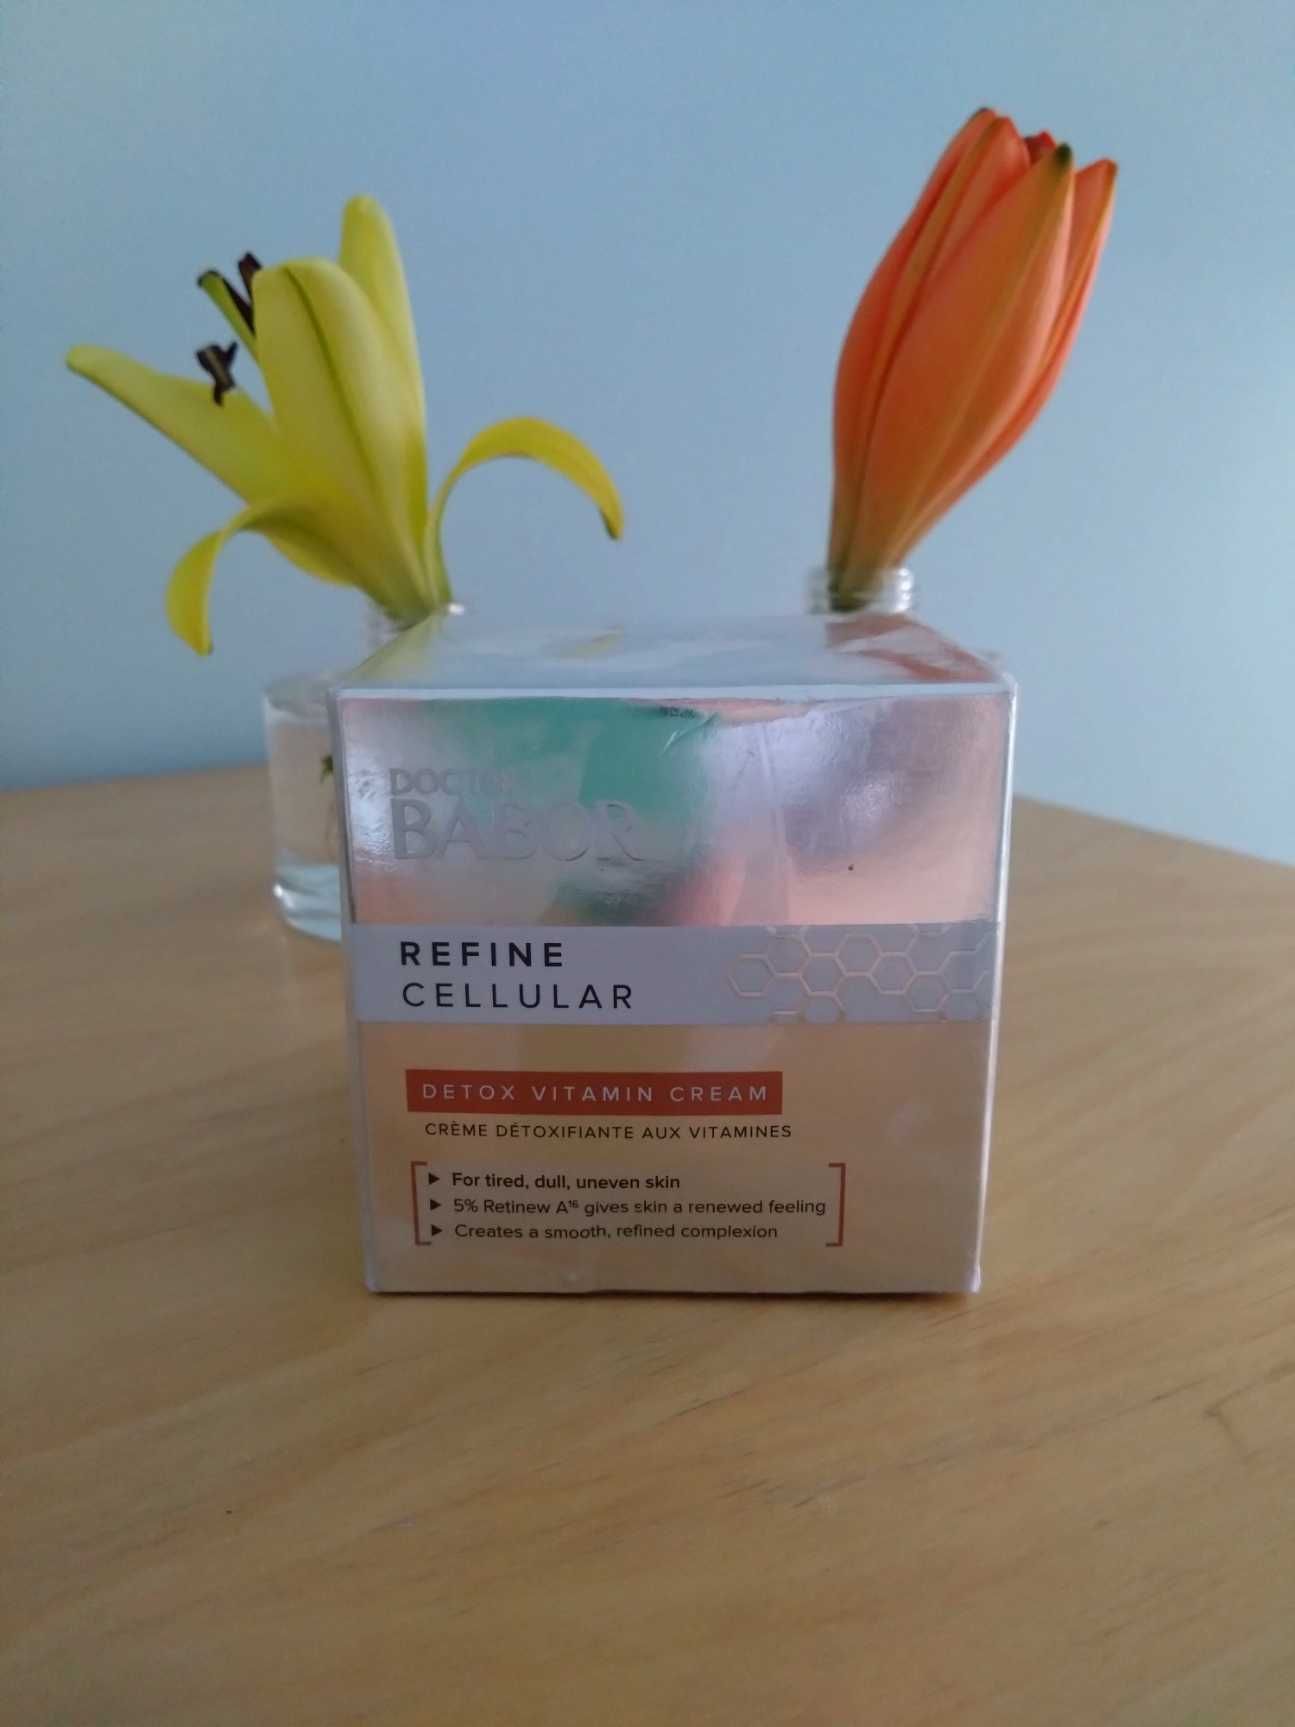 DOCTOR
BABOR
REFINE
CELLULAR
DETOX VITAMIN CREAM
CRÈME DÉTOXIFIANTE AUX VITAMINES
For tired, dull, uneven skin
5% Retinew A¹⁶ gives skin a renewed feeling
Creates a smooth, refined complexion